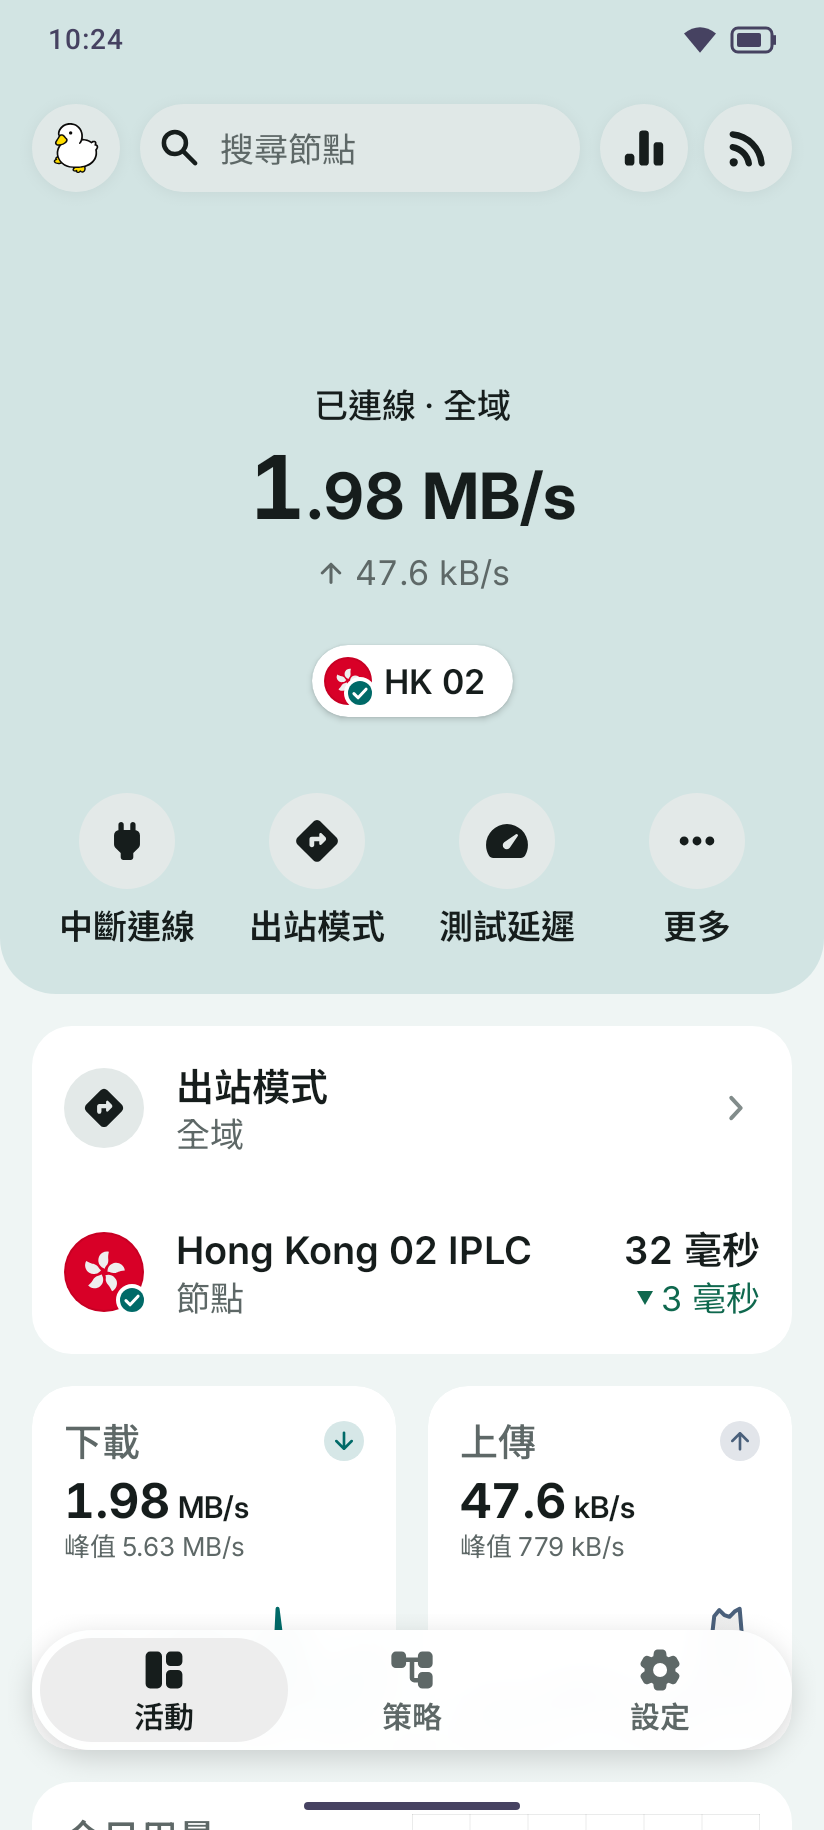 10:24
搜尋節點
已連線 · 全域
1.98 MB/s
↑ 47.6 kB/s
HK 02
中斷連線
出站模式
測試延遲
更多
出站模式
全域
Hong Kong 02 IPLC
32 毫秒
節點
▼3 毫秒
下載
1.98 MB/s
峰值 5.63 MB/s
上傳
47.6 kB/s
峰值 779 kB/s
活動
策略
設定
今日用量